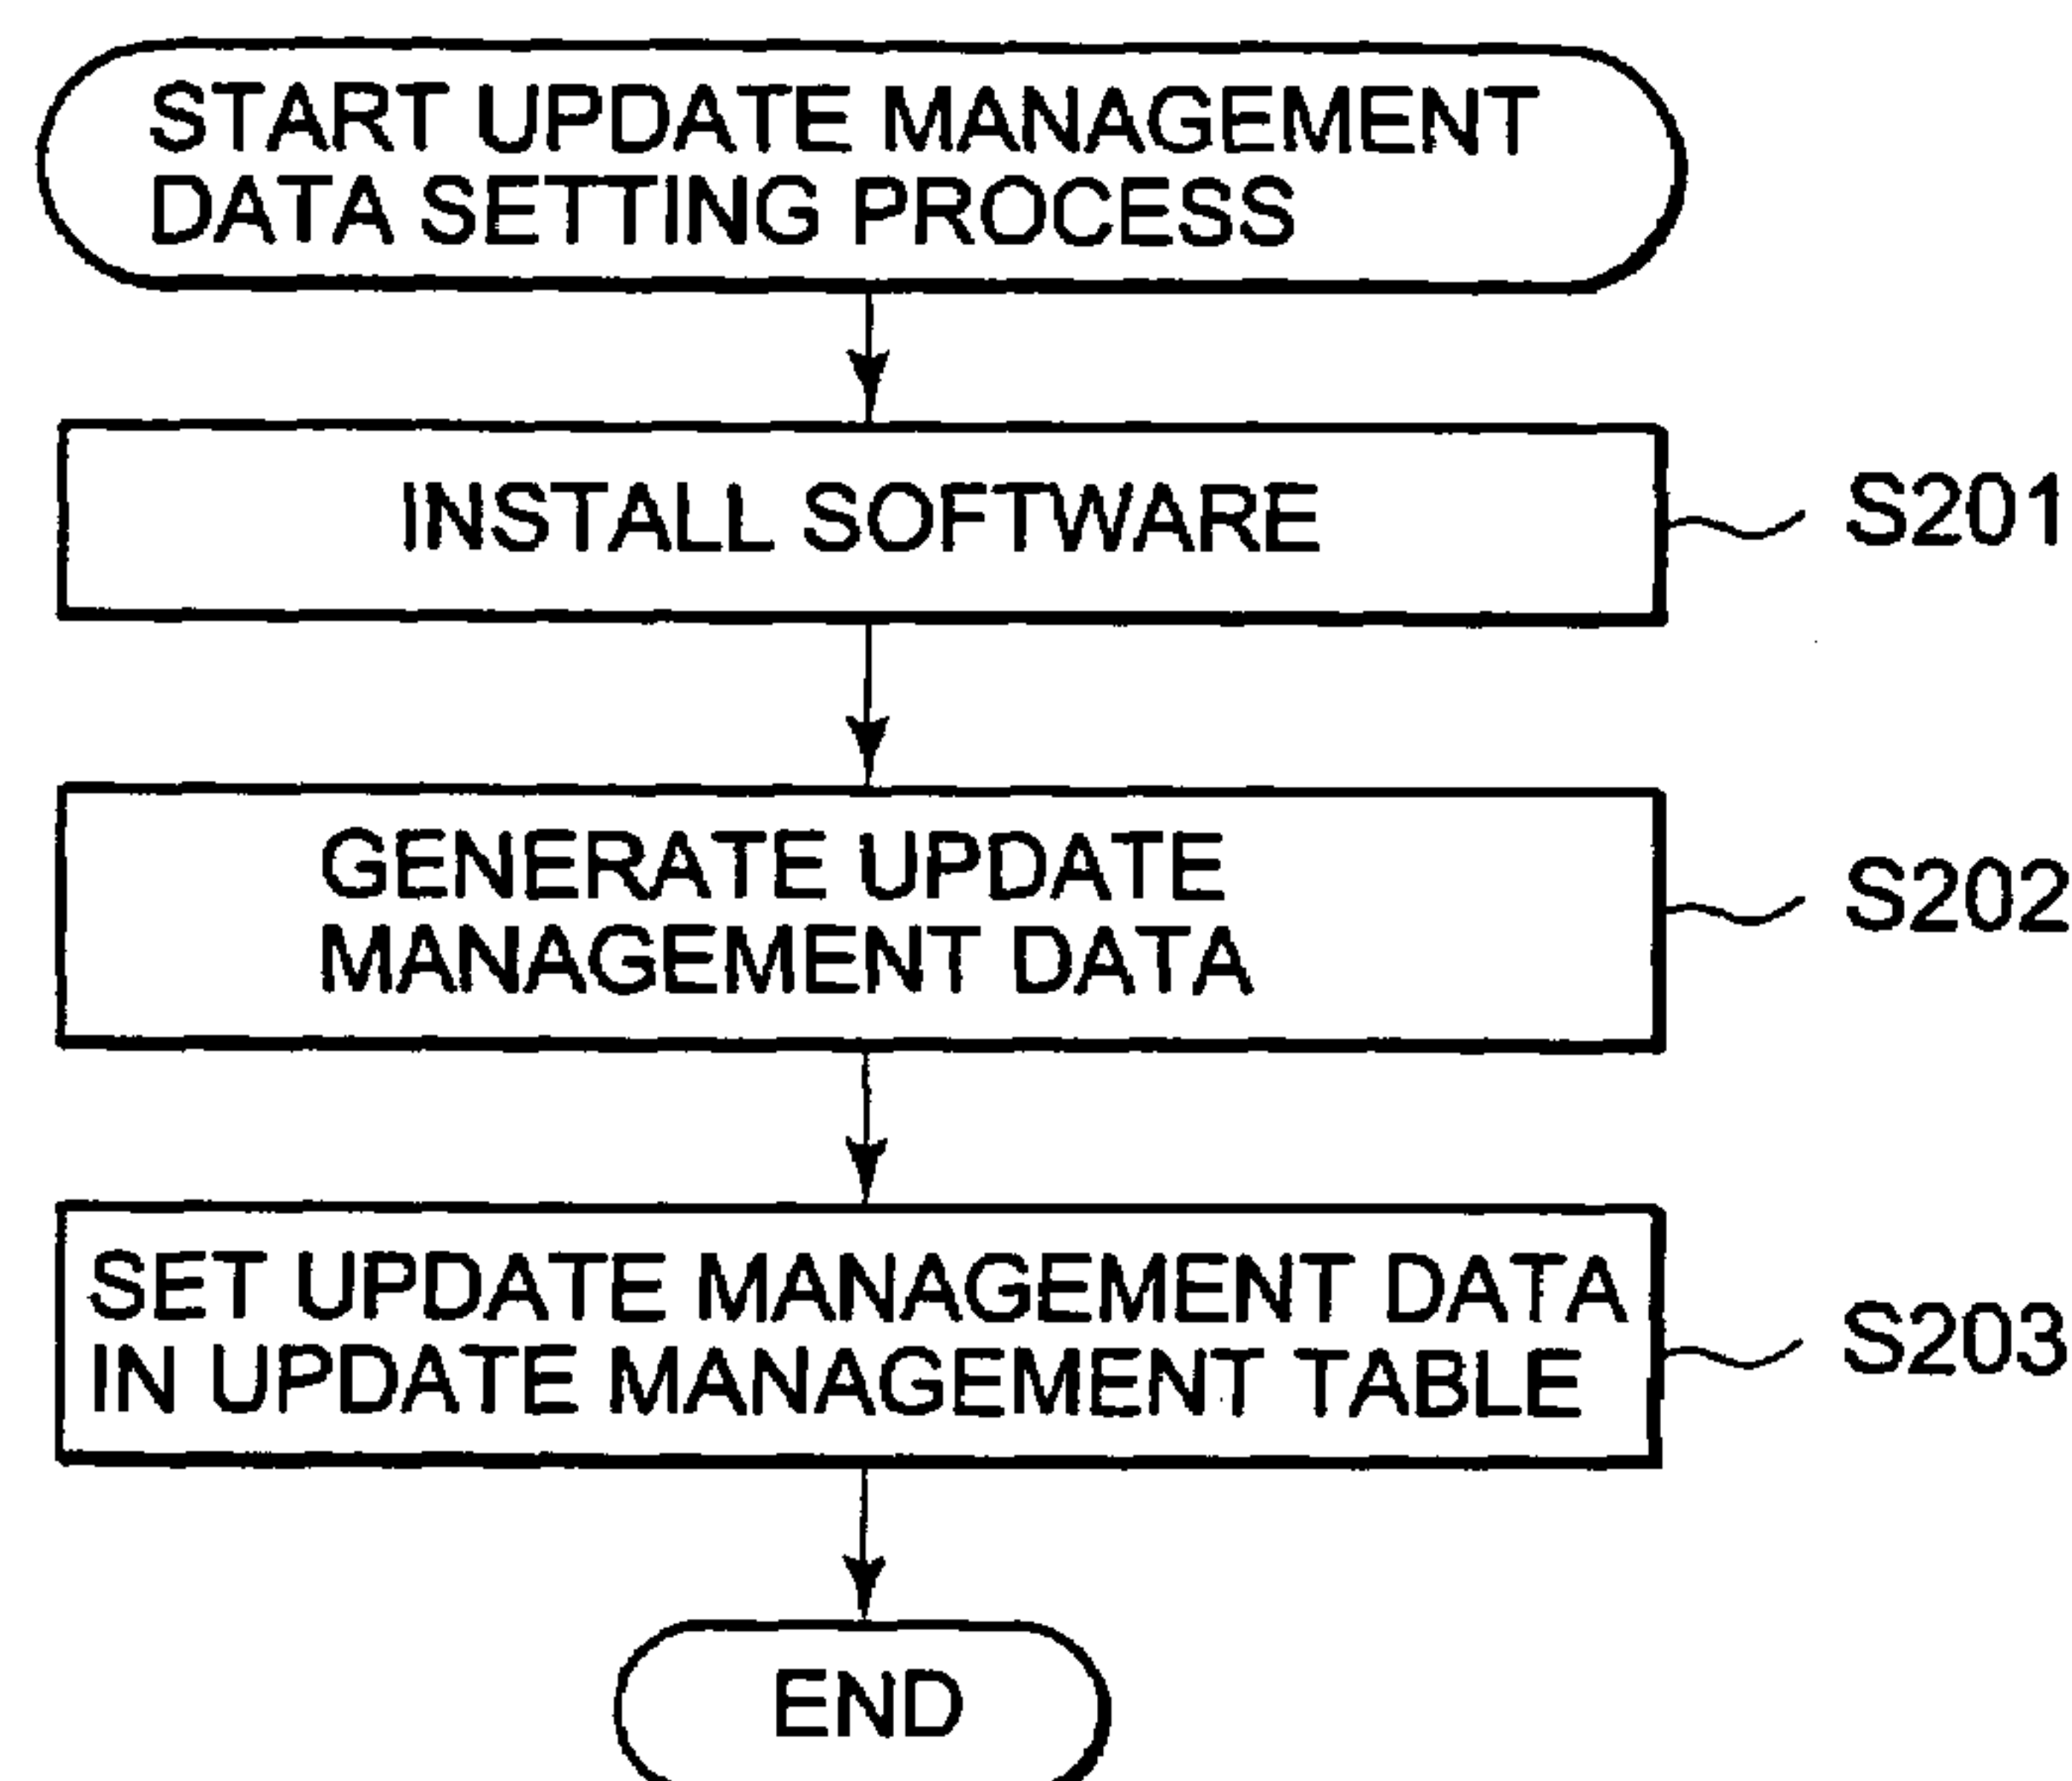 START UPDATE MANAGEMENT
DATA SETTING PROCESS
INSTALL SOFTWARE
S201
GENERATE UPDATE
MANAGEMENT DATA
S202
SET UPDATE MANAGEMENT DATA
IN UPDATE MANAGEMENT TABLE
S203
END